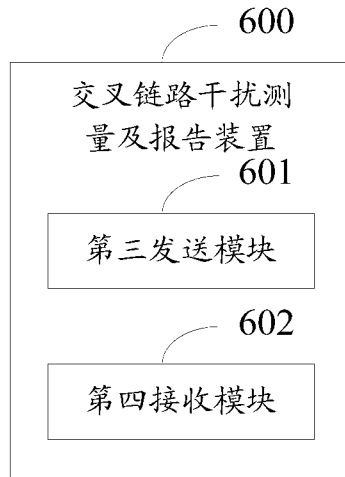 600
交叉链路干扰测
量及报告装置
601
第三发送模块
602
第四接收模块